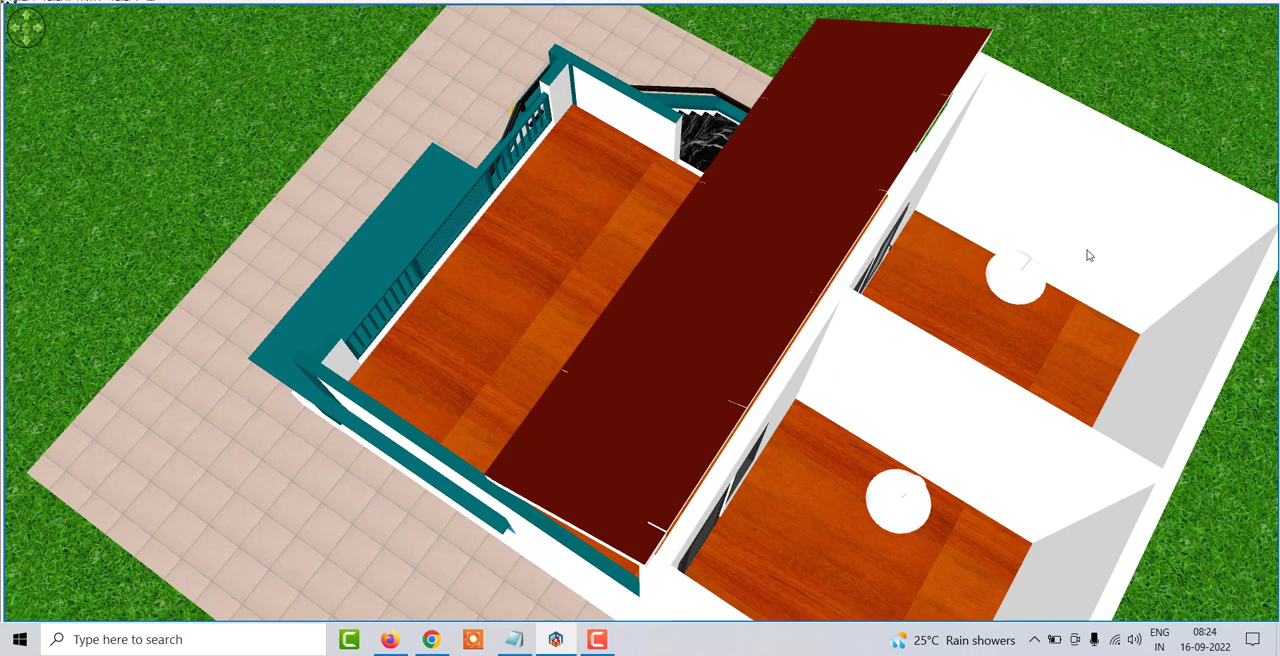 Type here to search
25°C Rain showers
ENG
IN
08:24
16-09-2022